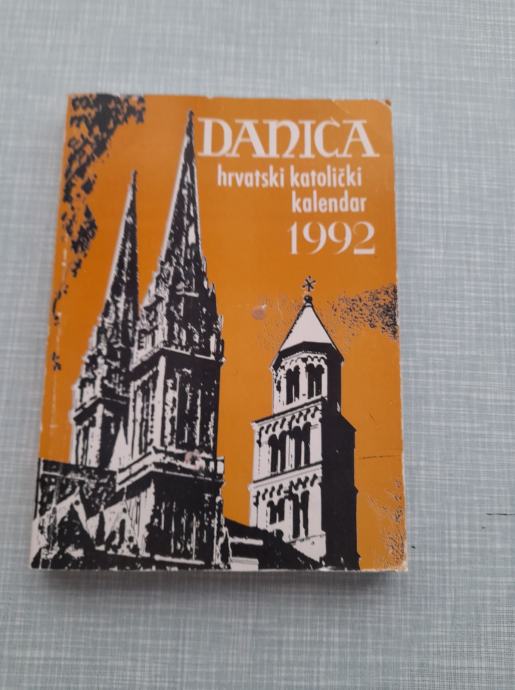 DANICA
hrvatski katolički
kalendar
1992